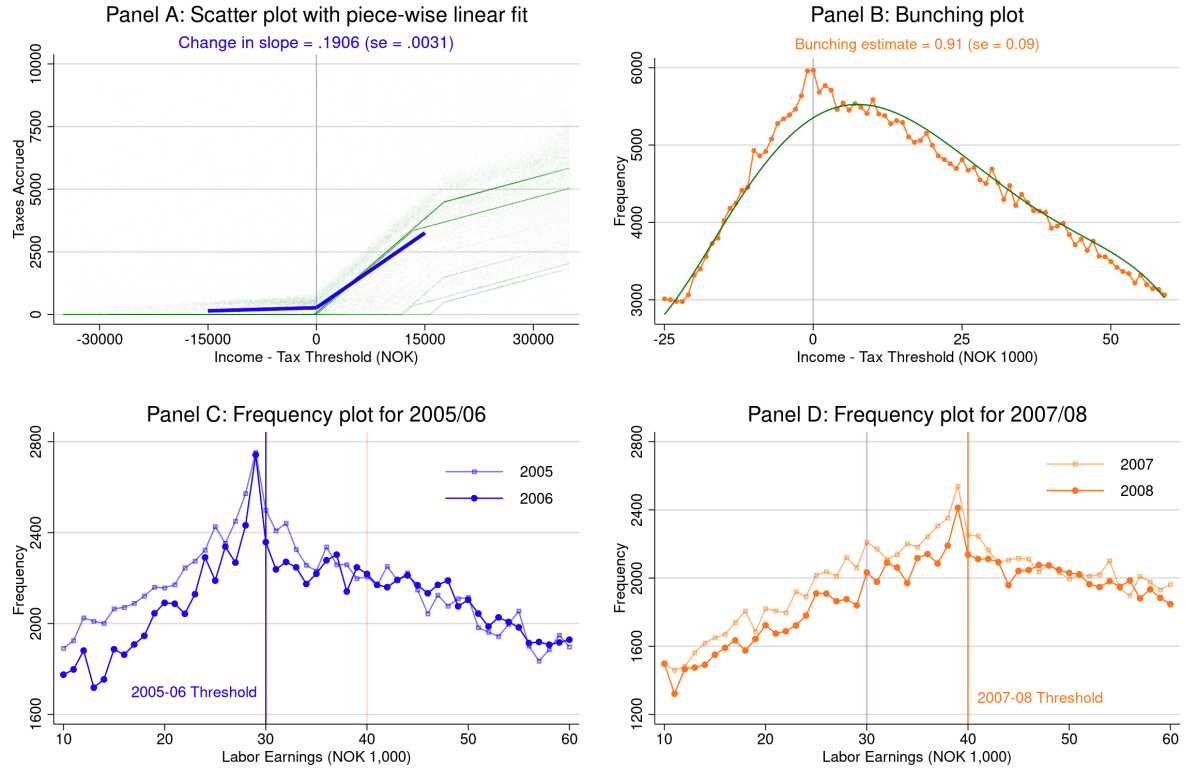 Panel A: Scatter plot with piece-wise linear fit
Change in slope = .1906 (se = .0031)
Taxes Accrued
10000
7500
5000
2500
0
-30000
-15000
0
15000
30000
Income - Tax Threshold (NOK)
Panel B: Bunching plot
Bunching estimate = 0.91 (se = 0.09)
Frequency
6000
5000
4000
3000
-25
0
25
50
Income - Tax Threshold (NOK 1000)
Panel C: Frequency plot for 2005/06
Frequency
2800
2400
2000
1600
2005
2006
2005-06 Threshold
10
20
30
40
50
60
Labor Earnings (NOK 1,000)
Panel D: Frequency plot for 2007/08
Frequency
2800
2400
2000
1600
1200
2007
2008
2007-08 Threshold
10
20
30
40
50
60
Labor Earnings (NOK 1,000)